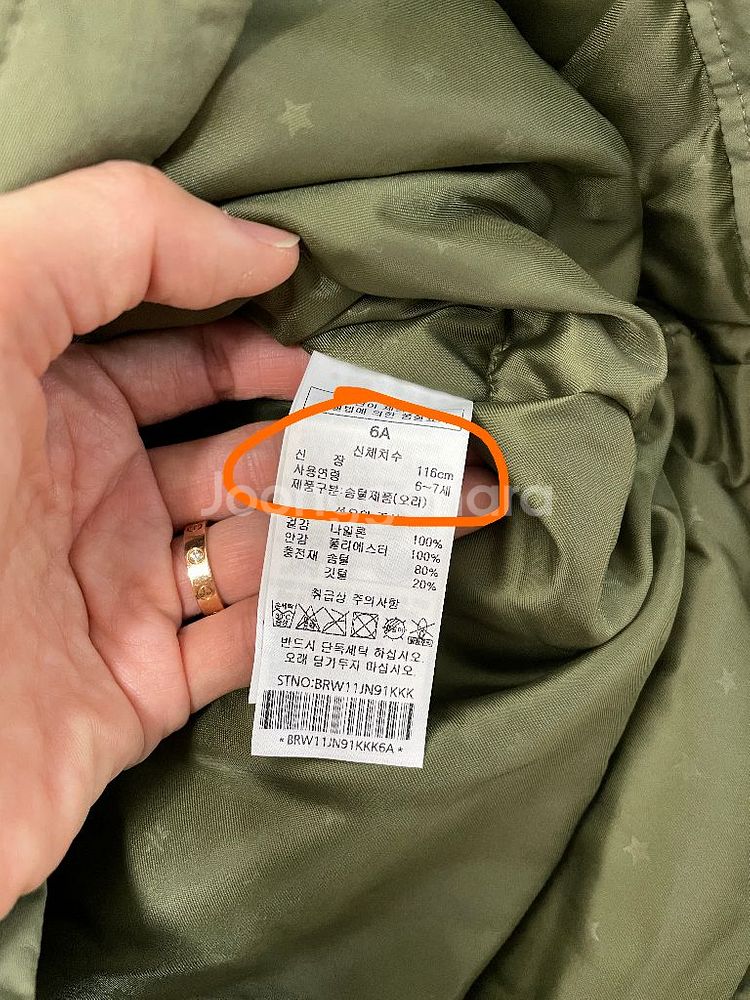 6A
신체치수
신 장 116cm
사용연령 6~7세
제품구분:솜털제품(오리)
겉감 나일론 100%
안감 폴리에스터 100%
충전재 솜털 80%
깃털 20%
취급상 주의사항
반드시 단독세탁 하십시오.
오래 담가두지 마십시오.
STNO:BRW11JN91KKK
*BRW11JN91KKK6A*
Joonggonara